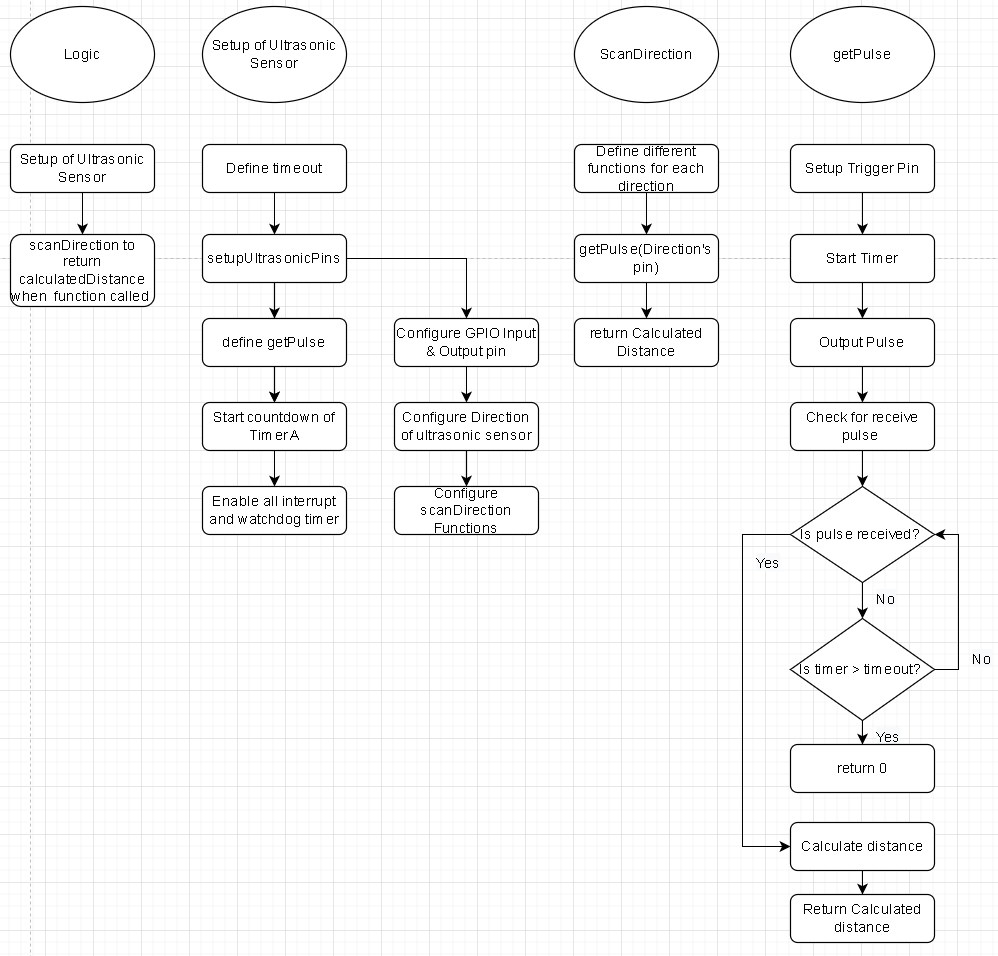 Logic
Setup of Ultrasonic
Sensor
ScanDirection
getPulse
Setup of Ultrasonic
Sensor
scanDirection to
return
calculatedDistance
when function called
Define timeout
setupUltrasonicPins
define getPulse
Start countdown of
TimerA
Enable all interrupt
and watchdog timer
Configure GPIO Input
& Output pin
Configure Direction
of ultrasonic sensor
Configure
scanDirection
Functions
Define different
functions for each
direction
getPulse(Direction's
pin)
return Calculated
Distance
Setup Trigger Pin
Start Timer
Output Pulse
Check for receive
pulse
Is pulse received?
Yes
No
Is timer > timeout?
No
Yes
return 0
Calculate distance
Return Calculated
distance